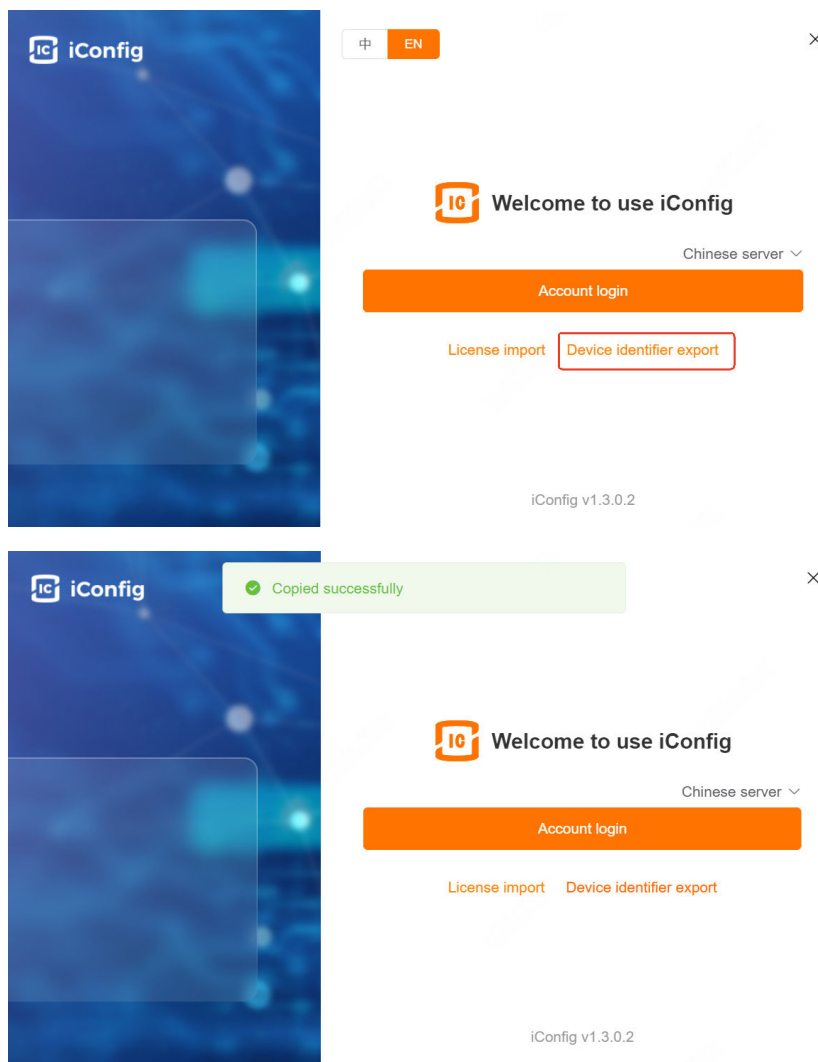 IC iConfig
中 EN
IC Welcome to use iConfig
Chinese server
Account login
License import Device identifier export
iConfig v1.3.0.2
IC iConfig
Copied successfully
IC Welcome to use iConfig
Chinese server
Account login
License import Device identifier export
iConfig v1.3.0.2